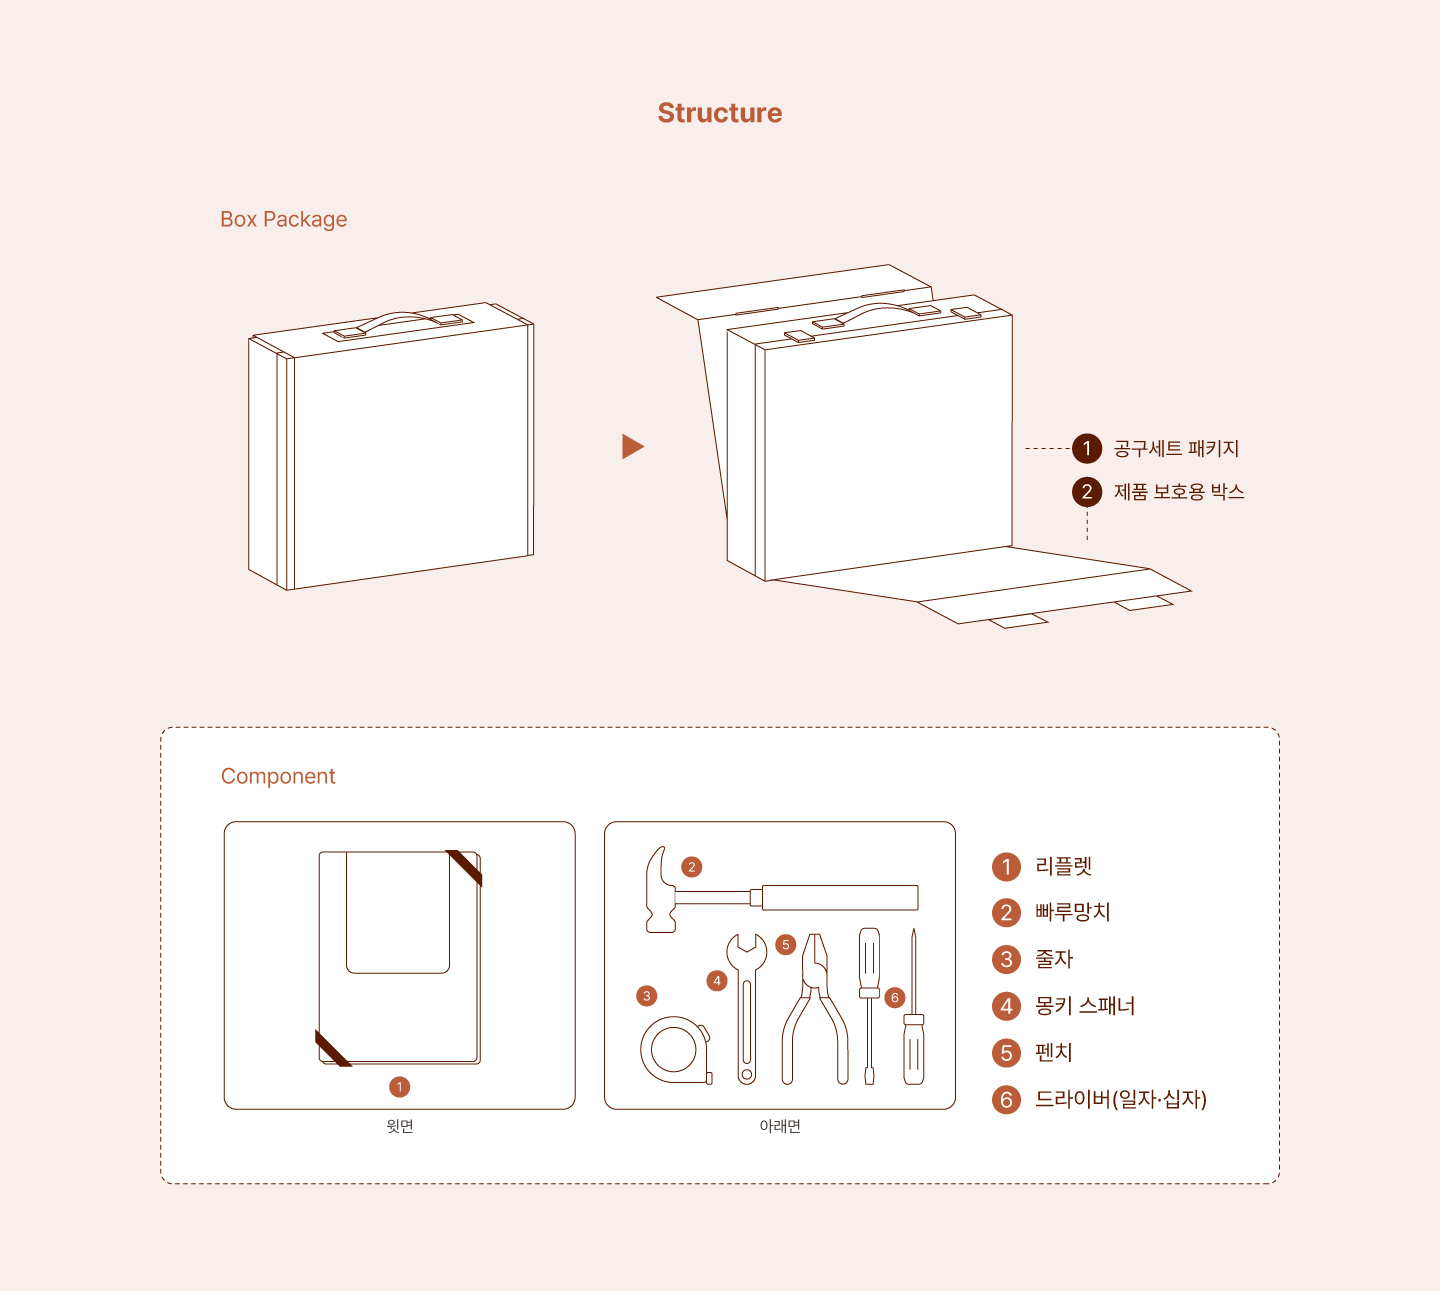 Structure
Box Package
1 공구세트 패키지
2 제품 보호용 박스
Component
1
윗면
2
5
4
3
6
아래면
1 리플렛
2 빠루망치
3 줄자
4 몽키 스패너
5 펜치
6 드라이버(일자·십자)